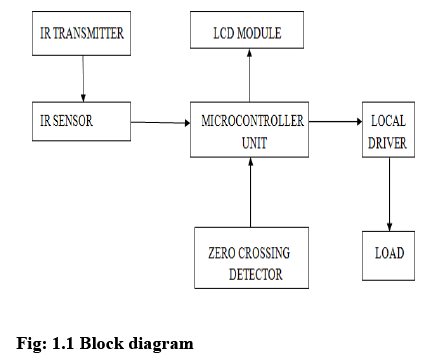 IR TRANSMITTER
LCD MODULE
IR SENSOR
MICROCONTROLLER
UNIT
LOCAL
DRIVER
ZERO CROSSING
DETECTOR
LOAD
Fig: 1.1 Block diagram